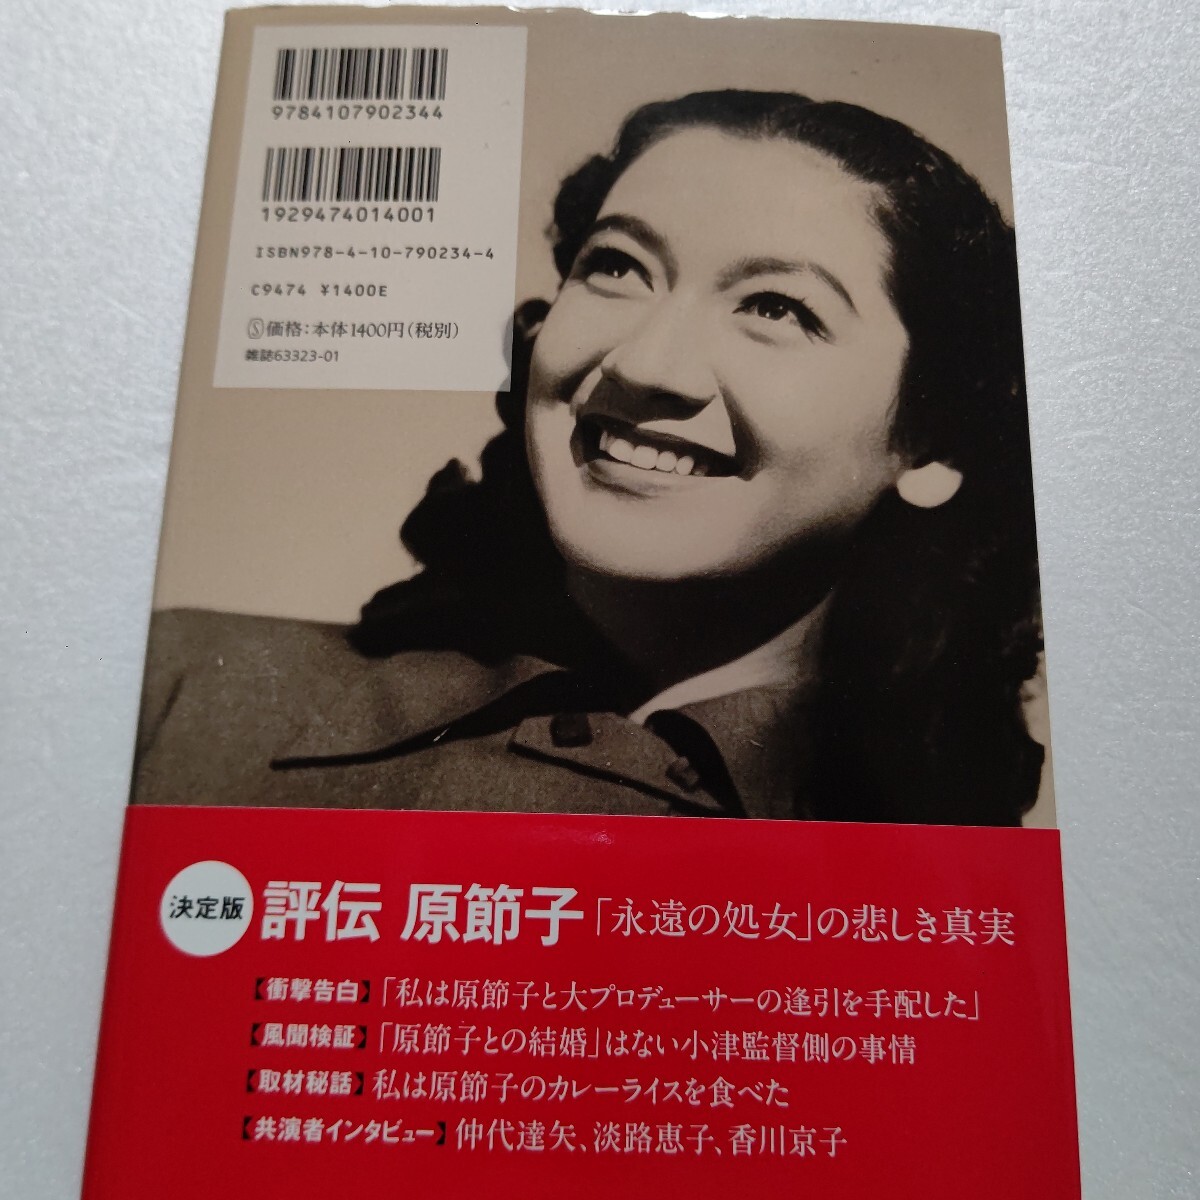 9784107902344
1929474014001
ISBN978-4-10-790234-4
C9474 ¥1400E
Ⓢ価格:本体1400円(税別)
雑誌63323-01
決定版 評伝 原節子 「永遠の処女」の悲しき真実
【衝撃告白】「私は原節子と大プロデューサーの逢引を手配した」
【風聞検証】「原節子との結婚」はない小津監督側の事情
【取材秘話】私は原節子のカレーライスを食べた
【共演者インタビュー】仲代達矢、淡路恵子、香川京子